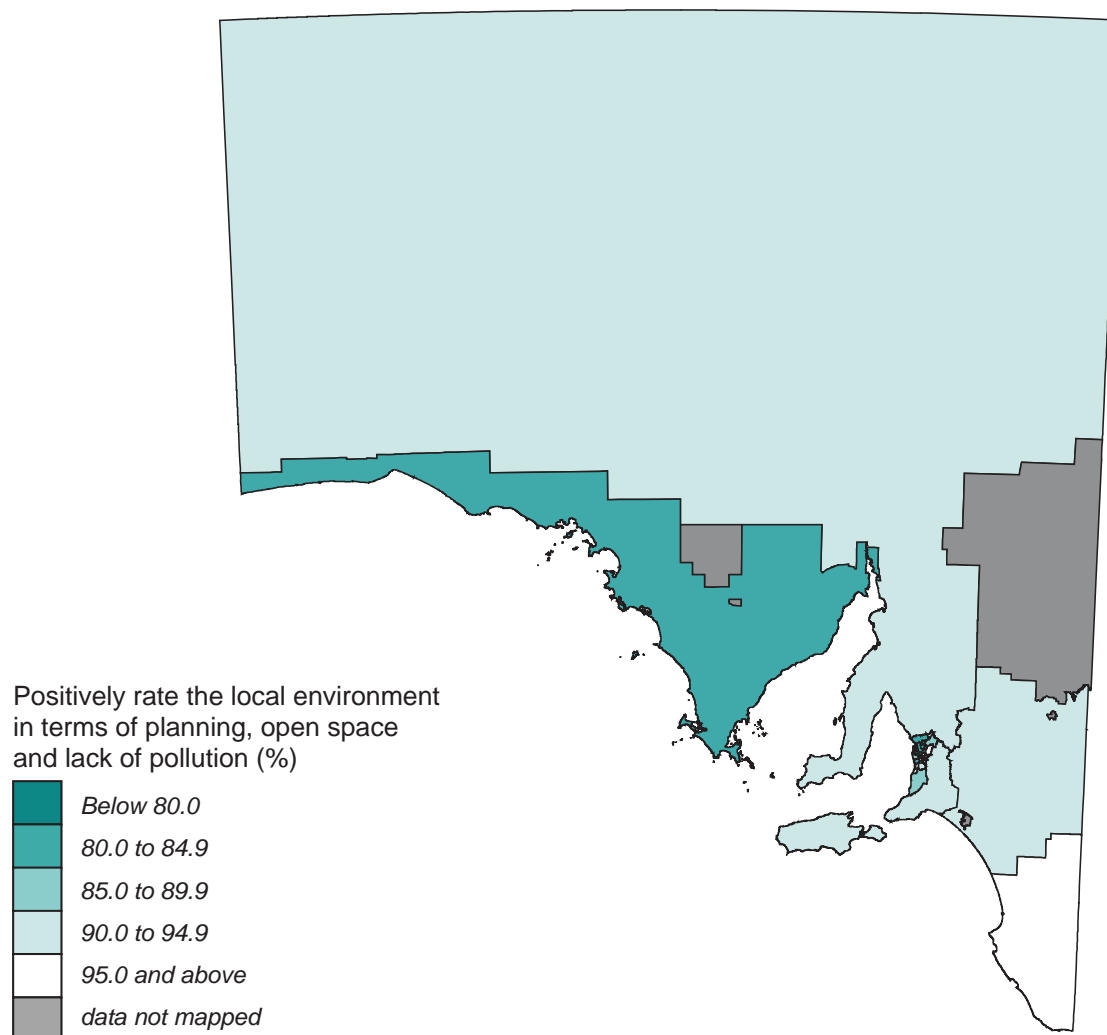 Positively rate the local environment
in terms of planning, open space
and lack of pollution (%)
Below 80.0
80.0 to 84.9
85.0 to 89.9
90.0 to 94.9
95.0 and above
data not mapped